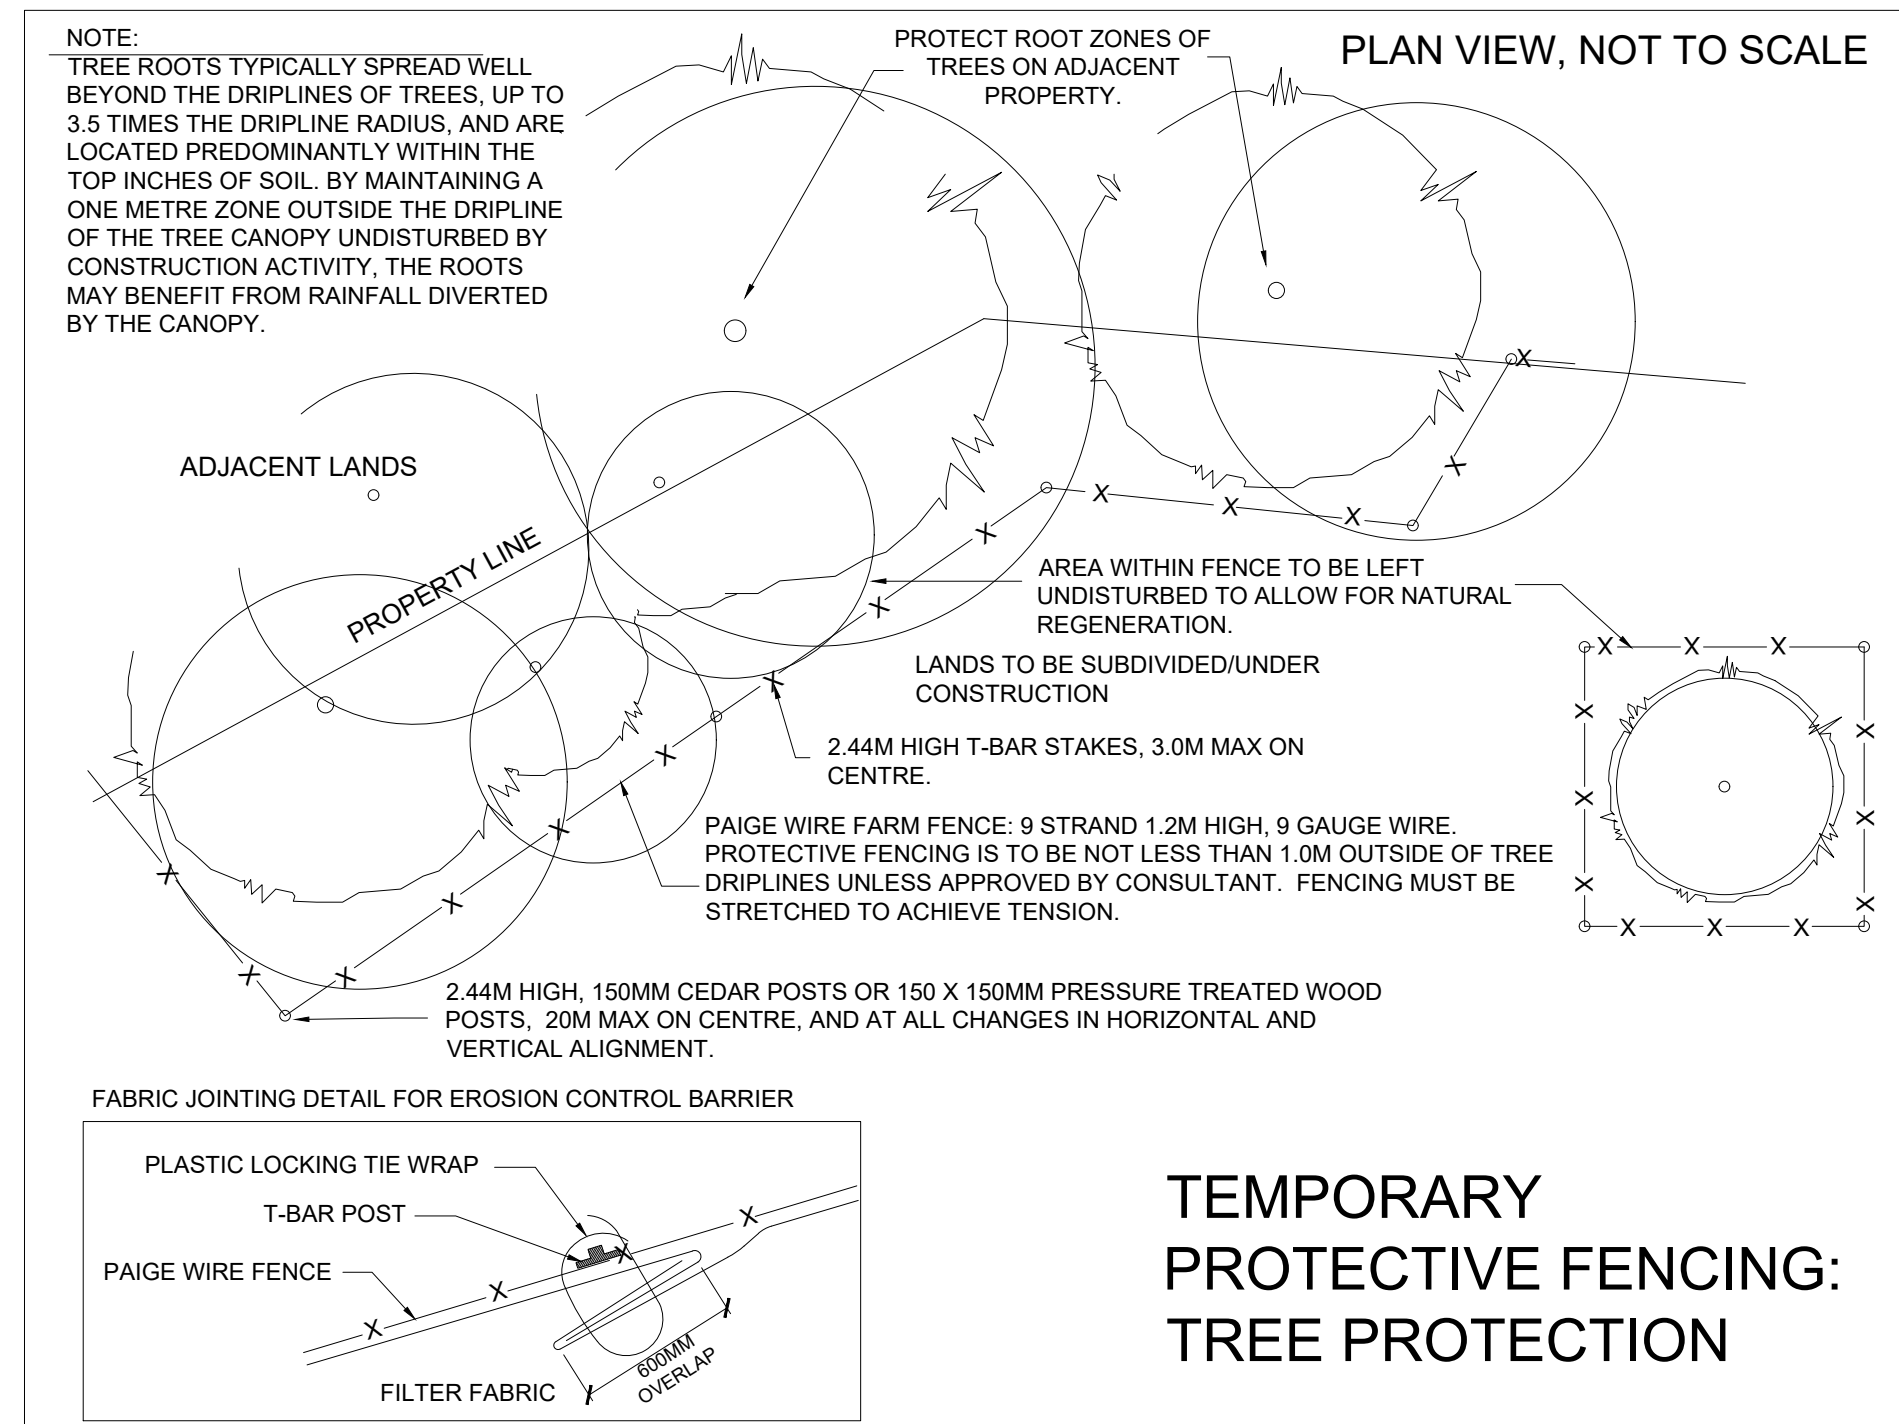 NOTE:
TREE ROOTS TYPICALLY SPREAD WELL
BEYOND THE DRIPLINES OF TREES, UP TO
3.5 TIMES THE DRIPLINE RADIUS, AND ARE
LOCATED PREDOMINANTLY WITHIN THE
TOP INCHES OF SOIL. BY MAINTAINING A
ONE METRE ZONE OUTSIDE THE DRIPLINE
OF THE TREE CANOPY UNDISTURBED BY
CONSTRUCTION ACTIVITY, THE ROOTS
MAY BENEFIT FROM RAINFALL DIVERTED
BY THE CANOPY.
PROTECT ROOT ZONES OF
TREES ON ADJACENT
PROPERTY.
PLAN VIEW, NOT TO SCALE
ADJACENT LANDS
PROPERTY LINE
AREA WITHIN FENCE TO BE LEFT
UNDISTURBED TO ALLOW FOR NATURAL
REGENERATION.
LANDS TO BE SUBDIVIDED/UNDER
CONSTRUCTION
2.44M HIGH T-BAR STAKES, 3.0M MAX ON
CENTRE.
PAIGE WIRE FARM FENCE: 9 STRAND 1.2M HIGH, 9 GAUGE WIRE.
PROTECTIVE FENCING IS TO BE NOT LESS THAN 1.0M OUTSIDE OF TREE
DRIPLINES UNLESS APPROVED BY CONSULTANT. FENCING MUST BE
STRETCHED TO ACHIEVE TENSION.
2.44M HIGH, 150MM CEDAR POSTS OR 150 X 150MM PRESSURE TREATED WOOD
POSTS, 20M MAX ON CENTRE, AND AT ALL CHANGES IN HORIZONTAL AND
VERTICAL ALIGNMENT.
FABRIC JOINTING DETAIL FOR EROSION CONTROL BARRIER
PLASTIC LOCKING TIE WRAP
T-BAR POST
PAIGE WIRE FENCE
FILTER FABRIC
600MM
OVERLAP
TEMPORARY
PROTECTIVE FENCING:
TREE PROTECTION